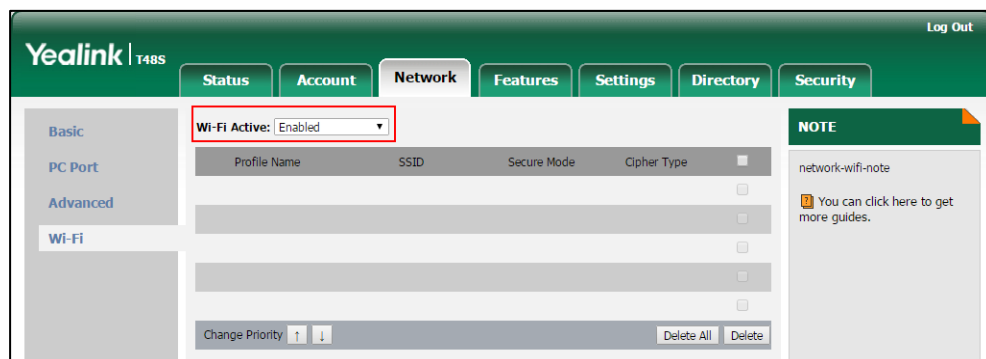 Log Out
Yealink T48S
Status Account Network Features Settings Directory Security
Basic
PC Port
Advanced
Wi-Fi
Wi-Fi Active: Enabled
Profile Name SSID Secure Mode Cipher Type
Change Priority ↑ ↓ Delete All Delete
NOTE
network-wifi-note
You can click here to get
more guides.